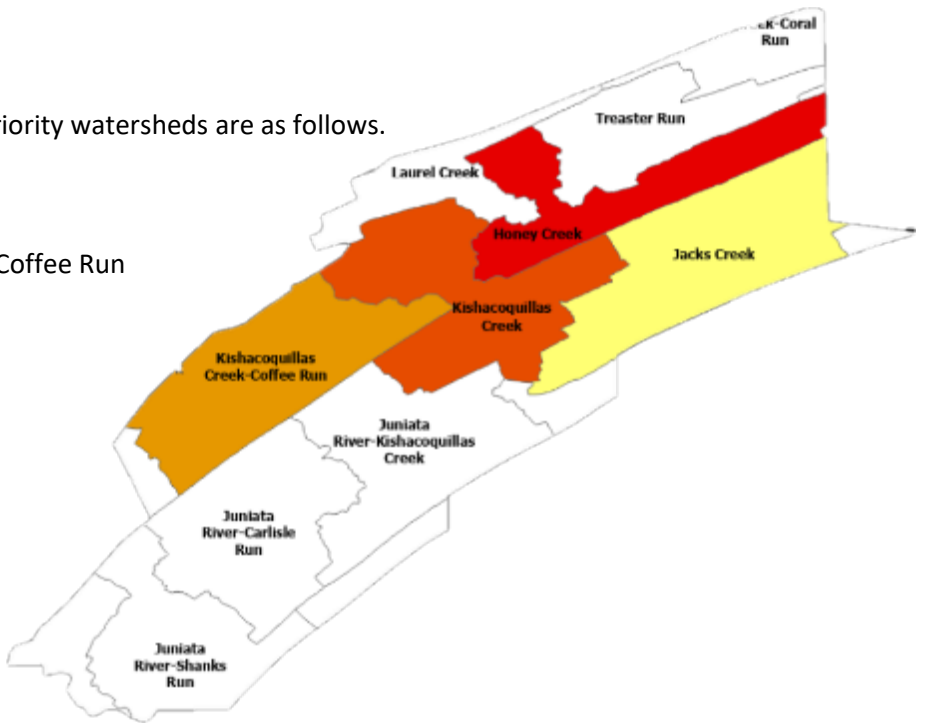 Run
riority watersheds are as follows.
Treaster Run
Laurel Creek
Honey Creek
Coffee Run
Jacks Creek
Kishacoquillas
Creek
Kishacoquillas
Creek-Coffee Run
Juniata
River-Kishacoquillas
Creek
Juniata
River-Carlisle
Run
Juniata
River-Shanks
Run